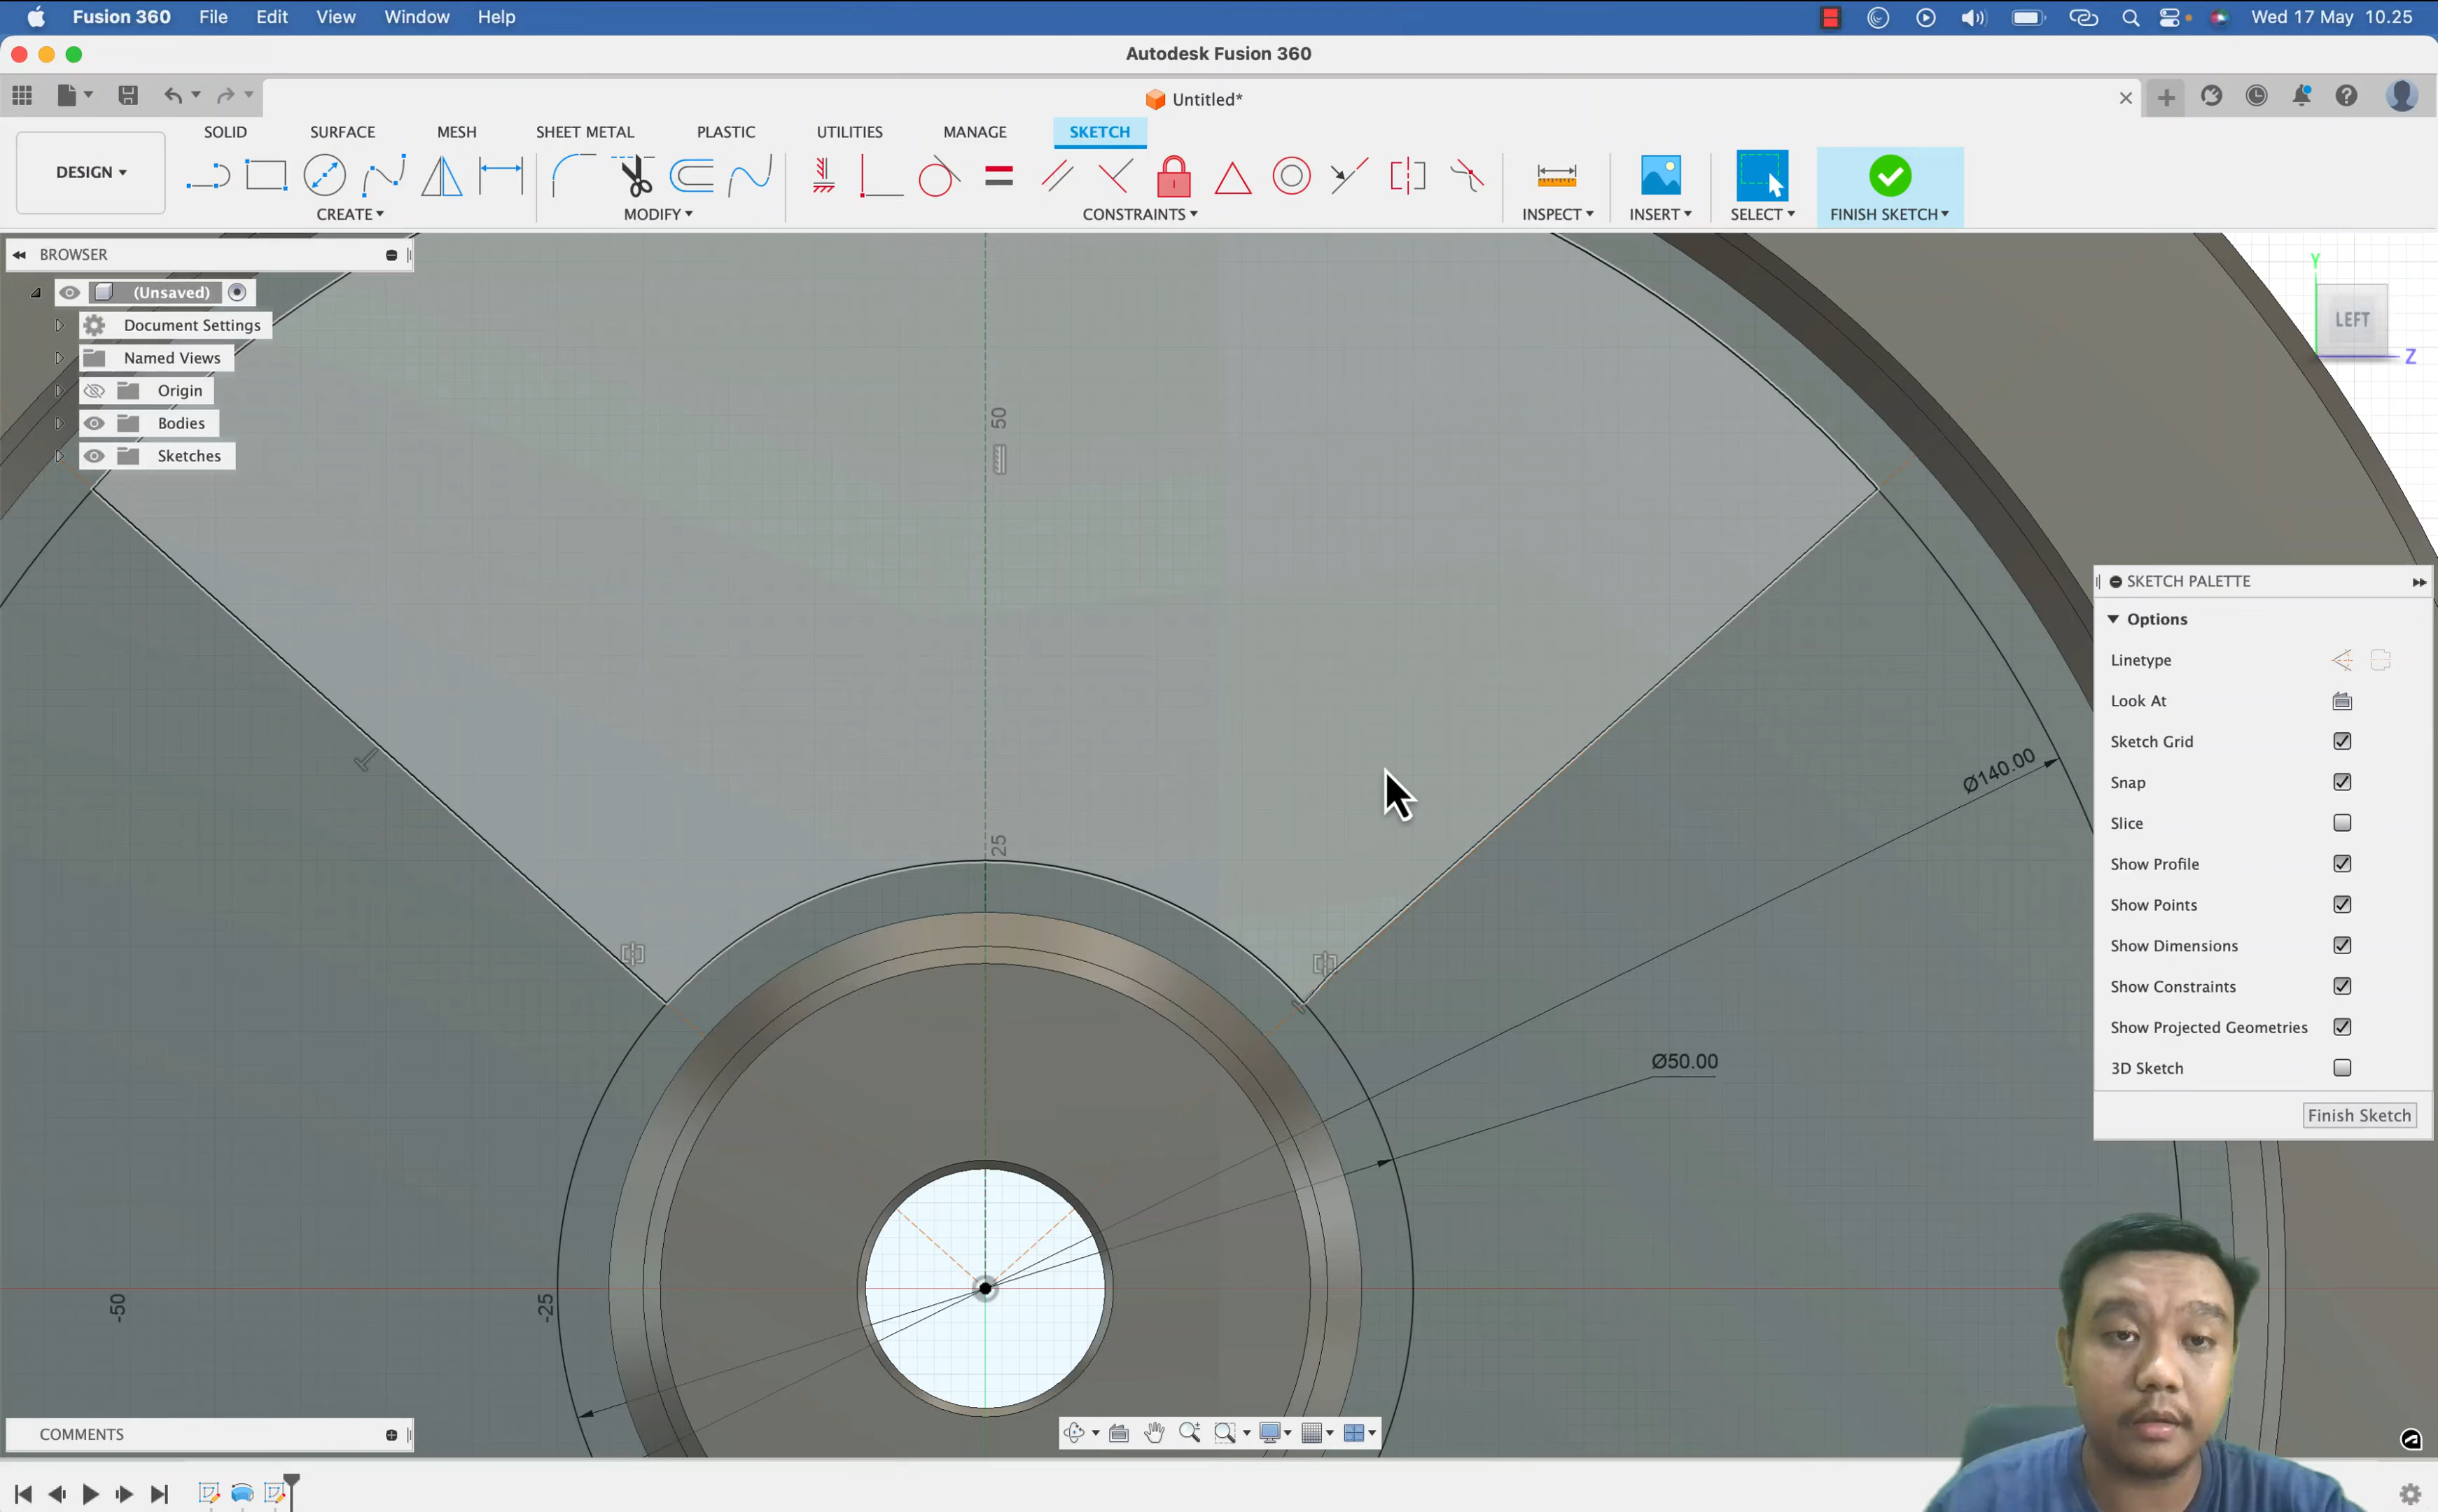 Fusion 360 File Edit View Window Help Wed 17 May 10.25
Autodesk Fusion 360
Untitled*
SOLID SURFACE MESH SHEET METAL PLASTIC UTILITIES MANAGE SKETCH
DESIGN
CREATE MODIFY CONSTRAINTS INSPECT INSERT SELECT FINISH SKETCH
BROWSER
(Unsaved)
Document Settings
Named Views
Origin
Bodies
Sketches
Y
LEFT
Z
50
25
Ø140.00
Ø50.00
-50
-25
SKETCH PALETTE
Options
Linetype
Look At
Sketch Grid
Snap
Slice
Show Profile
Show Points
Show Dimensions
Show Constraints
Show Projected Geometries
3D Sketch
Finish Sketch
COMMENTS